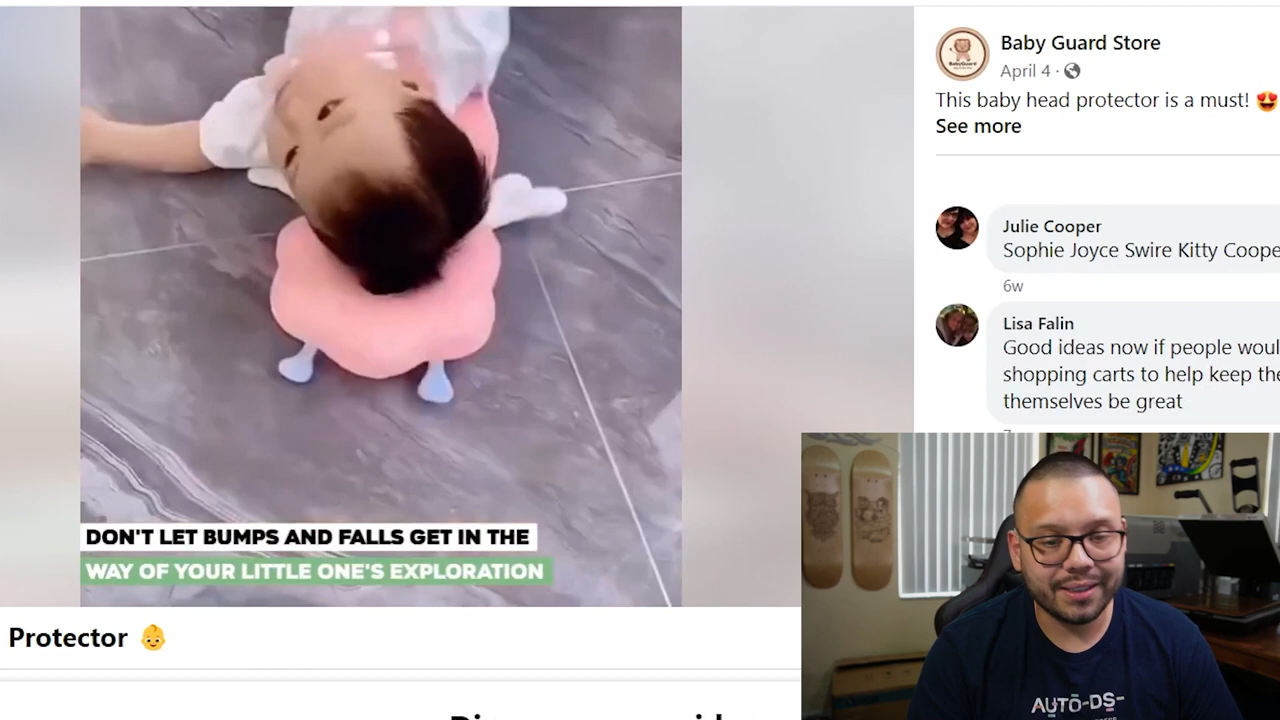 Baby Guard Store
April 4 ·
This baby head protector is a must!
See more
Julie Cooper
Sophie Joyce Swire Kitty Coope
6w
Lisa Falin
Good ideas now if people woul
shopping carts to help keep the
themselves be great
DON'T LET BUMPS AND FALLS GET IN THE
WAY OF YOUR LITTLE ONE'S EXPLORATION
Protector
AUTO-DS-